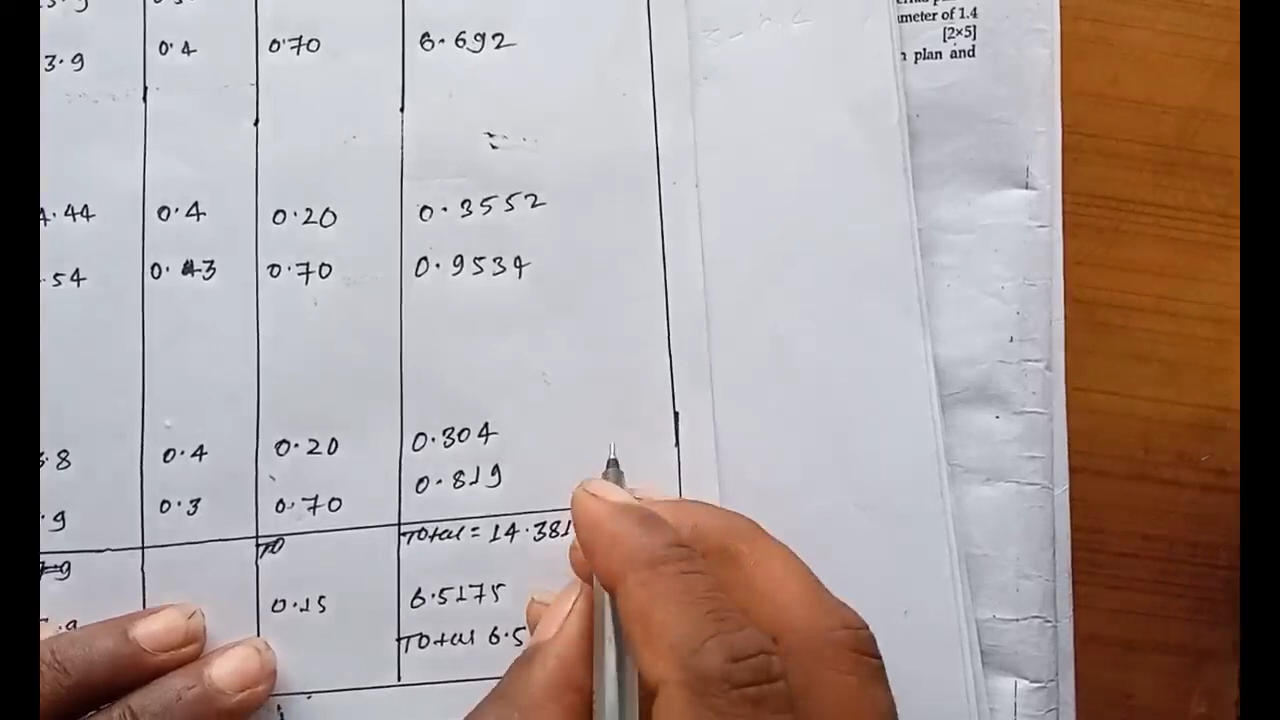 meter of 1.4
[2×5]
plan and
3.9 0.4 0.70 6.692
4.44 0.4 0.20 0.3552
.54 0.43 0.70 0.9534
3.8 0.4 0.20 0.304
.9 0.3 0.70 0.819
Total = 14.381
0.15 6.5175
Total 6.5